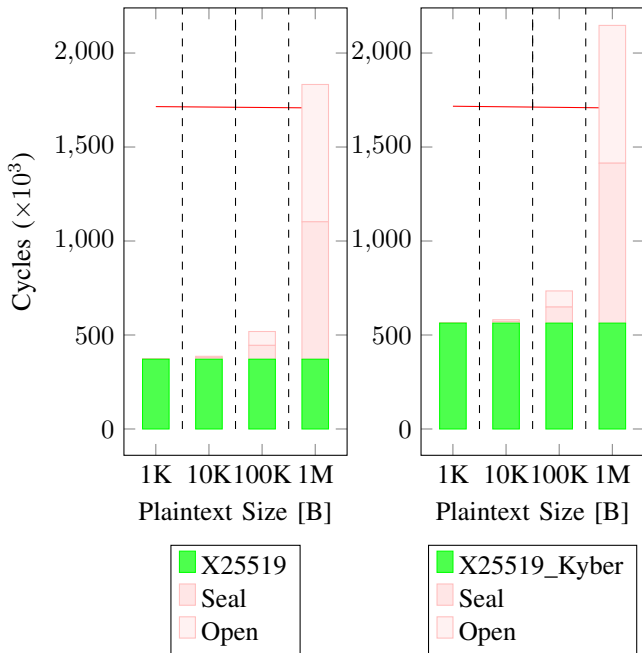 2,000
1,500
1,000
500
0
Cycles (×10³)
1K 10K 100K 1M
Plaintext Size [B]
X25519
Seal
Open
2,000
1,500
1,000
500
0
1K 10K 100K 1M
Plaintext Size [B]
X25519_Kyber
Seal
Open